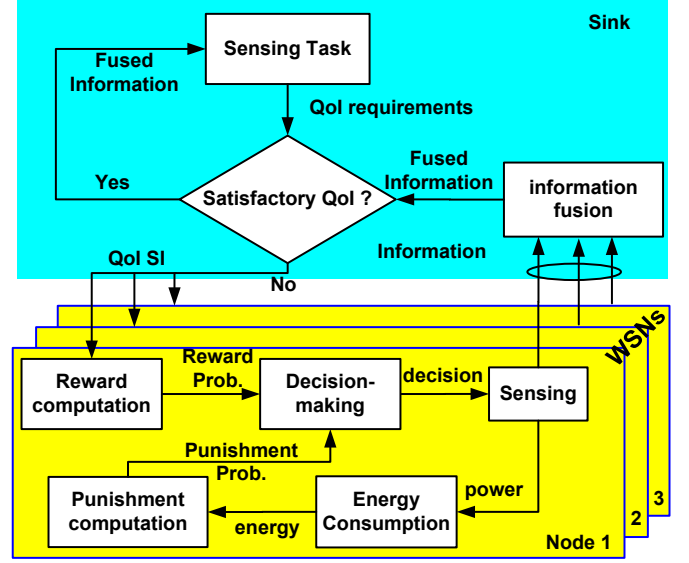 Sink
Sensing Task
Fused
Information
QoI requirements
Fused
Information
Yes
Satisfactory QoI ?
information
fusion
Information
QoI SI
No
WSNs
Reward
Prob.
Reward
computation
Decision-
making
decision
Sensing
Punishment
Prob.
Punishment
computation
energy
Energy
Consumption
power
3
2
Node 1